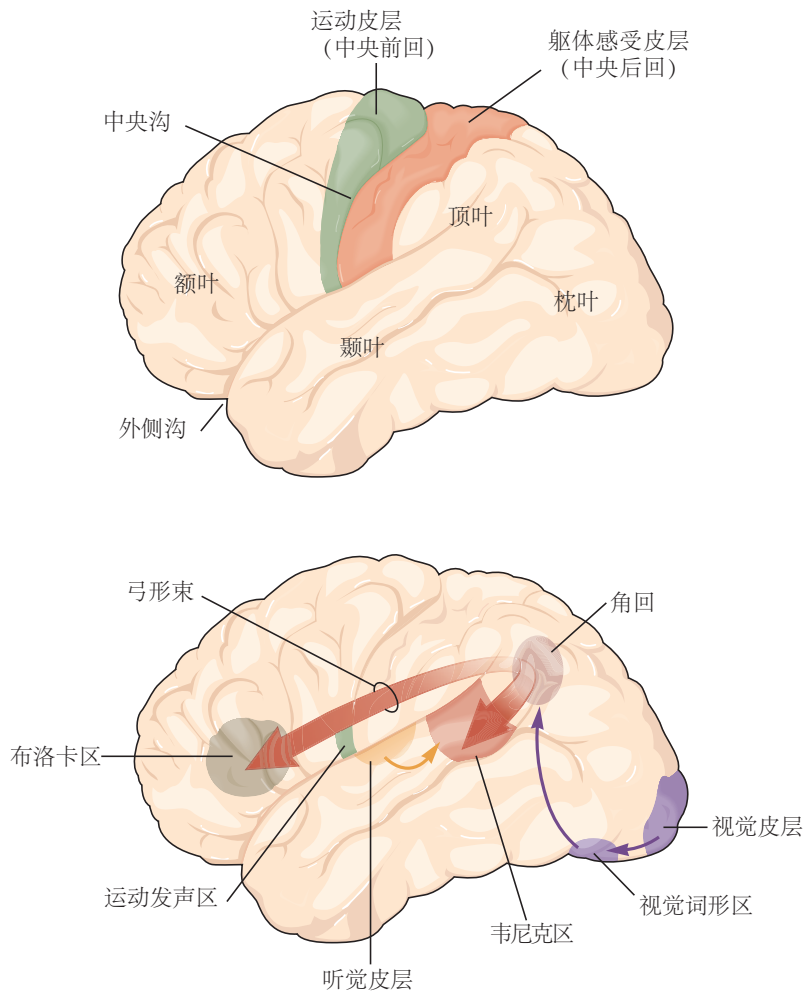 运动皮层
（中央前回）
躯体感受皮层
（中央后回）
中央沟
顶叶
额叶
枕叶
颞叶
外侧沟
弓形束
角回
布洛卡区
视觉皮层
运动发声区
视觉词形区
韦尼克区
听觉皮层